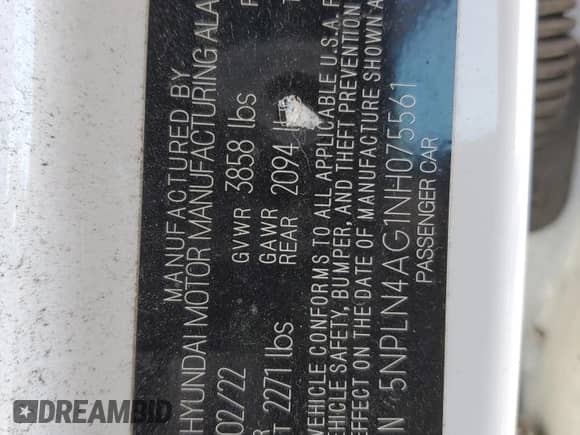 MANUFACTURED BY
HYUNDAI MOTOR MANUFACTURING ALA
02/22 GVWR 3858 lbs
GAWR
2271 lbs REAR 2094
VEHICLE CONFORMS TO ALL APPLICABLE U.S.A. F
EHICLE SAFETY, BUMPER, AND THEFT PREVENTION
EFFECT ON THE DATE OF MANUFACTURE SHOWN A
N 5NPLN4AG1NH075561
PASSENGER CAR
DREAMBID